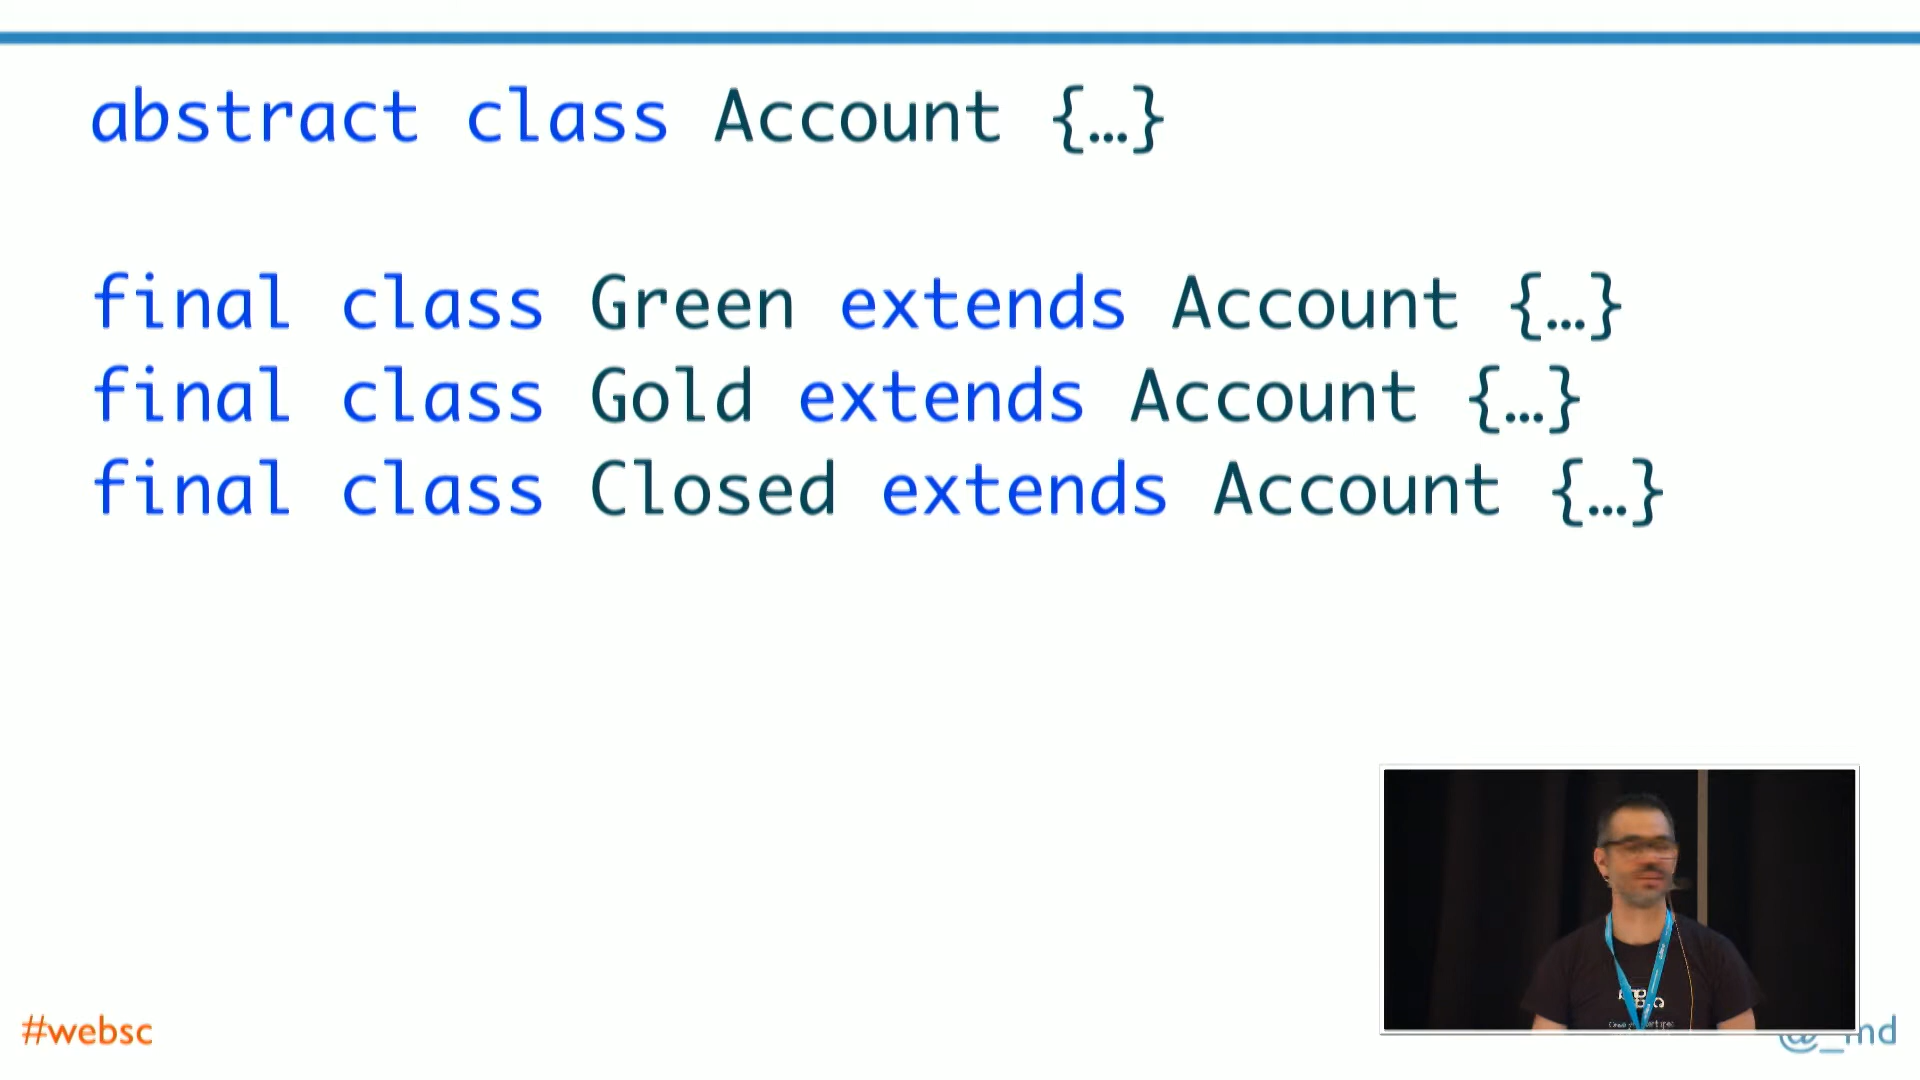 abstract class Account {…}
final class Green extends Account {…}
final class Gold extends Account {…}
final class Closed extends Account {…}
#websc